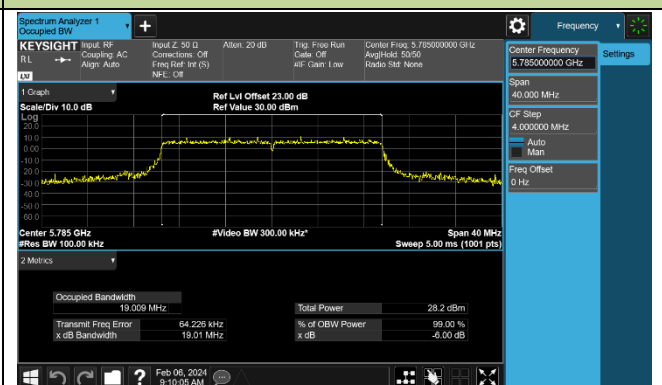 Spectrum Analyzer 1
Occupied BW
Frequency
KEYSIGHT
RL
LXI
Input: RF
Coupling: AC
Align: Auto
Input Z: 50 Ω
Corrections: Off
Freq Ref: Int (S)
NFE: Off
Atten: 20 dB
Trig: Free Run
Gate: Off
#IF Gain: Low
Center Freq: 5.785000000 GHz
Avg|Hold: 50/50
Radio Std: None
Center Frequency
5.785000000 GHz
Settings
Span
40.000 MHz
CF Step
4.000000 MHz
Auto
Man
Freq Offset
0 Hz
1 Graph
Scale/Div 10.0 dB
Ref Lvl Offset 23.00 dB
Ref Value 30.00 dBm
Log
20.0
10.0
0.00
-10.0
-20.0
-30.0
-40.0
-50.0
-60.0
Center 5.785 GHz
#Res BW 100.00 kHz
#Video BW 300.00 kHz*
Span 40 MHz
Sweep 5.00 ms (1001 pts)
2 Metrics
Occupied Bandwidth
19.009 MHz
Total Power 28.2 dBm
Transmit Freq Error 64.226 kHz
% of OBW Power 99.00 %
x dB Bandwidth 19.01 MHz
x dB -6.00 dB
Feb 06, 2024
9:10:05 AM